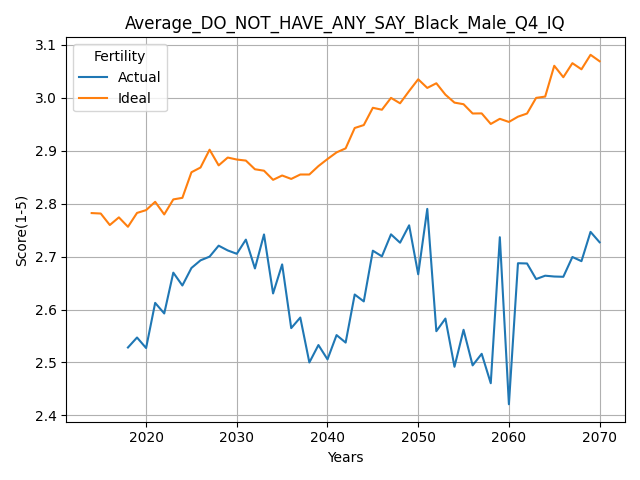 Average_DO_NOT_HAVE_ANY_SAY_Black_Male_Q4_IQ
Fertility
Actual
Ideal
Score(1-5)
3.1
3.0
2.9
2.8
2.7
2.6
2.5
2.4
2020
2030
2040
2050
2060
2070
Years